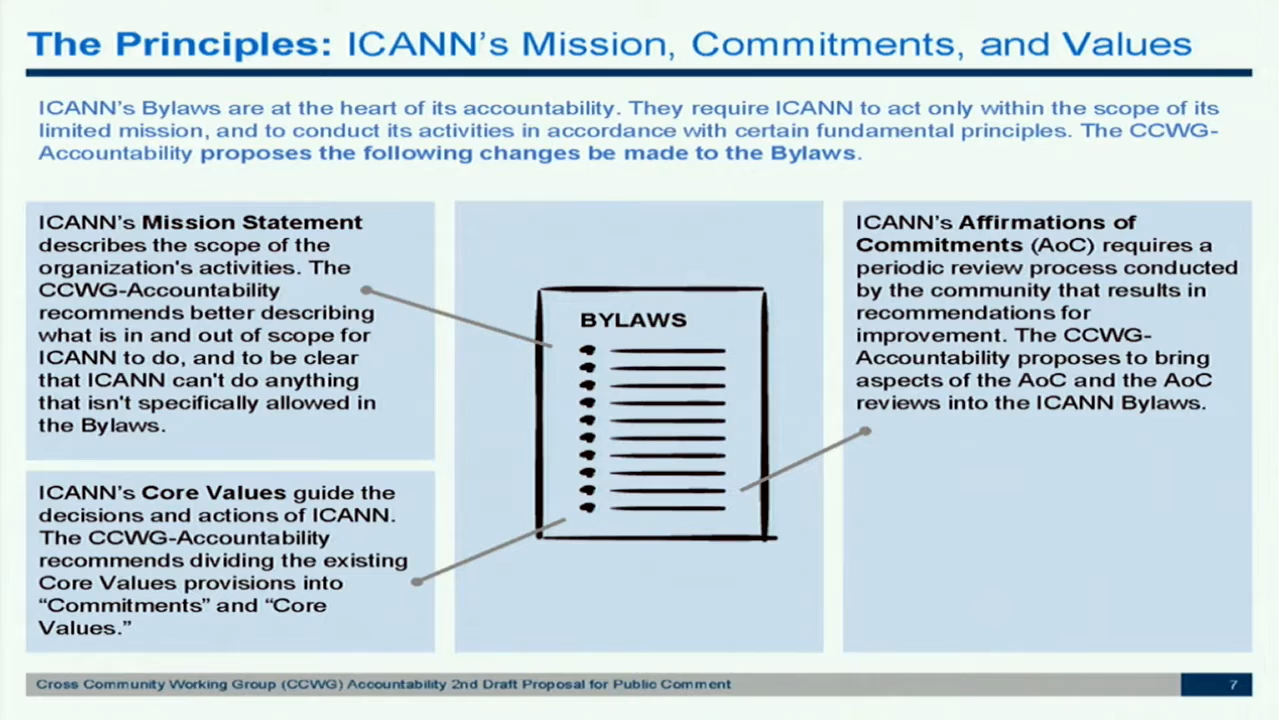 The Principles: ICANN's Mission, Commitments, and Values
ICANN's Bylaws are at the heart of its accountability. They require ICANN to act only within the scope of its
limited mission, and to conduct its activities in accordance with certain fundamental principles. The CCWG-
Accountability proposes the following changes be made to the Bylaws.
ICANN's Mission Statement
describes the scope of the
organization's activities. The
CCWG-Accountability
recommends better describing
what is in and out of scope for
ICANN to do, and to be clear
that ICANN can't do anything
that isn't specifically allowed in
the Bylaws.
ICANN's Core Values guide the
decisions and actions of ICANN.
The CCWG-Accountability
recommends dividing the existing
Core Values provisions into
“Commitments” and “Core
Values.”
BYLAWS
ICANN's Affirmations of
Commitments (AoC) requires a
periodic review process conducted
by the community that results in
recommendations for
improvement. The CCWG-
Accountability proposes to bring
aspects of the AoC and the AoC
reviews into the ICANN Bylaws.
Cross Community Working Group (CCWG) Accountability 2nd Draft Proposal for Public Comment
7